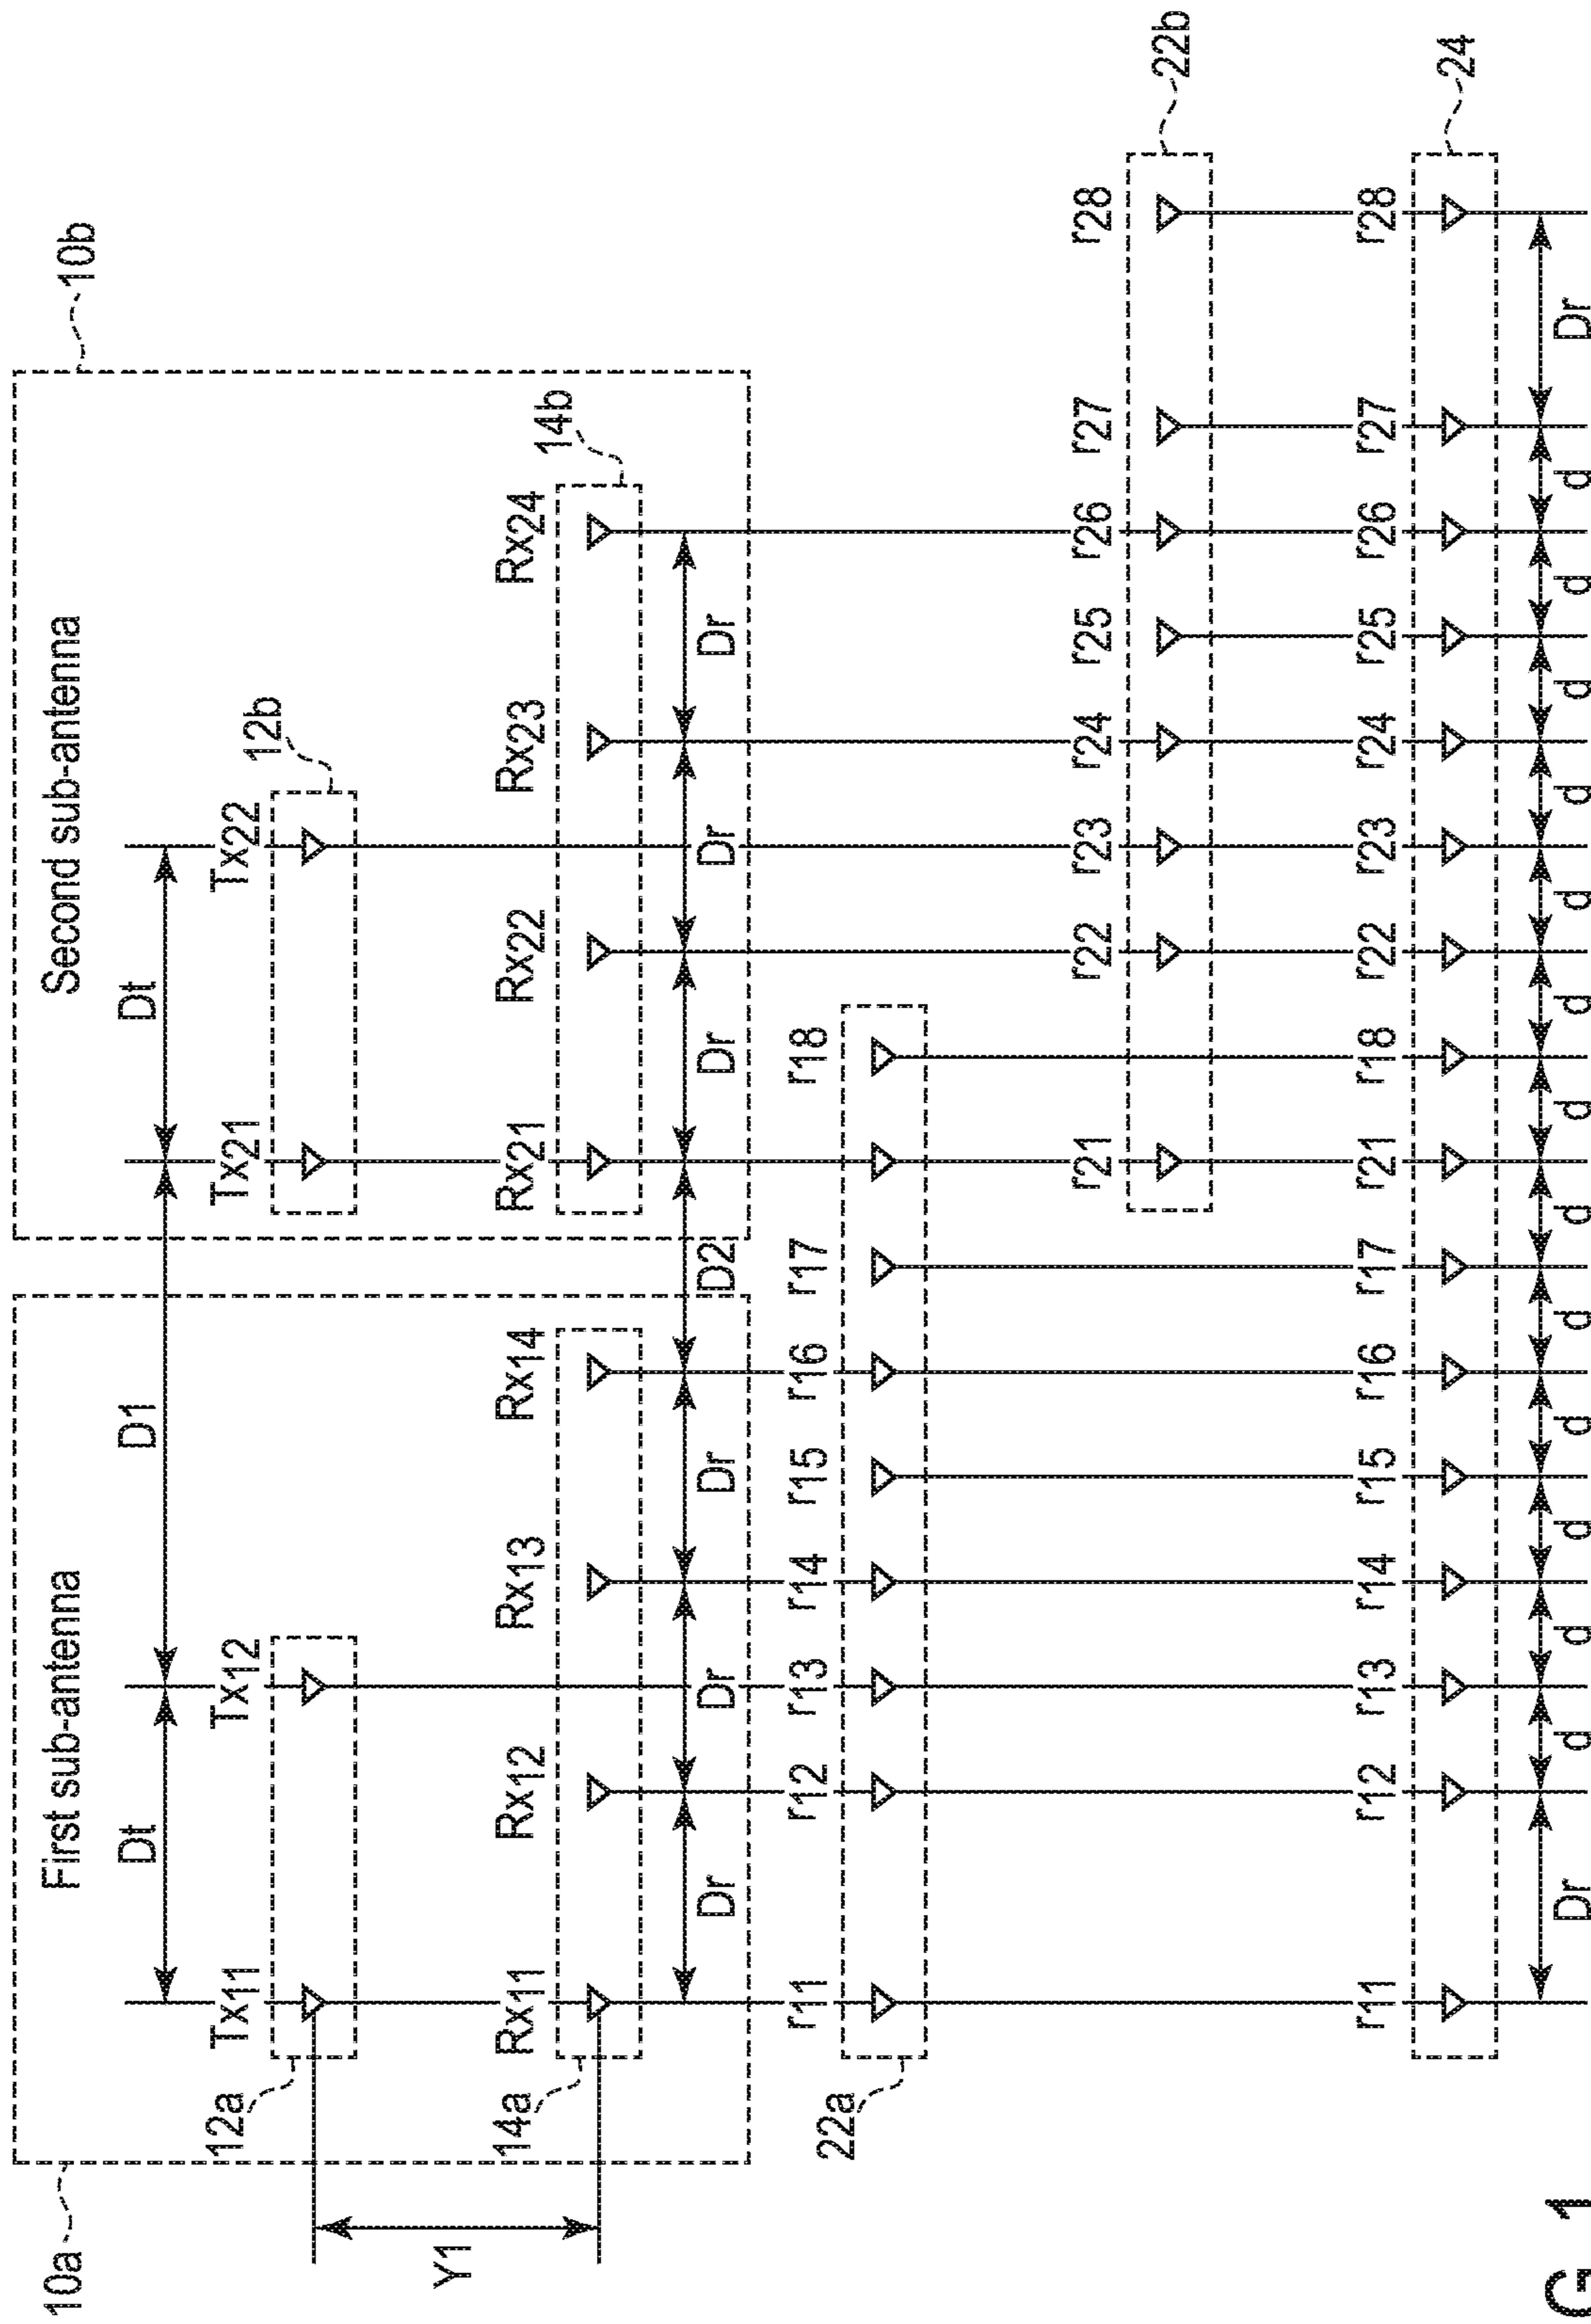 10a
10b
First sub-antenna
Second sub-antenna
Dt D1 Dt
Tx11 Tx12 Tx21 Tx22
12a 12b
Y1
Rx11 Rx12 Rx13 Rx14 Rx21 Rx22 Rx23 Rx24
14a 14b
Dr Dr Dr D2 Dr Dr Dr
r11 r12 r13 r14 r15 r16 r17 r18
22a
r21 r22 r23 r24 r25 r26 r27 r28
22b
r11 r12 r13 r14 r15 r16 r17 r21 r18 r22 r23 r24 r25 r26 r27 r28
24
Dr d d d d d d d d d d d d d d Dr
G 1